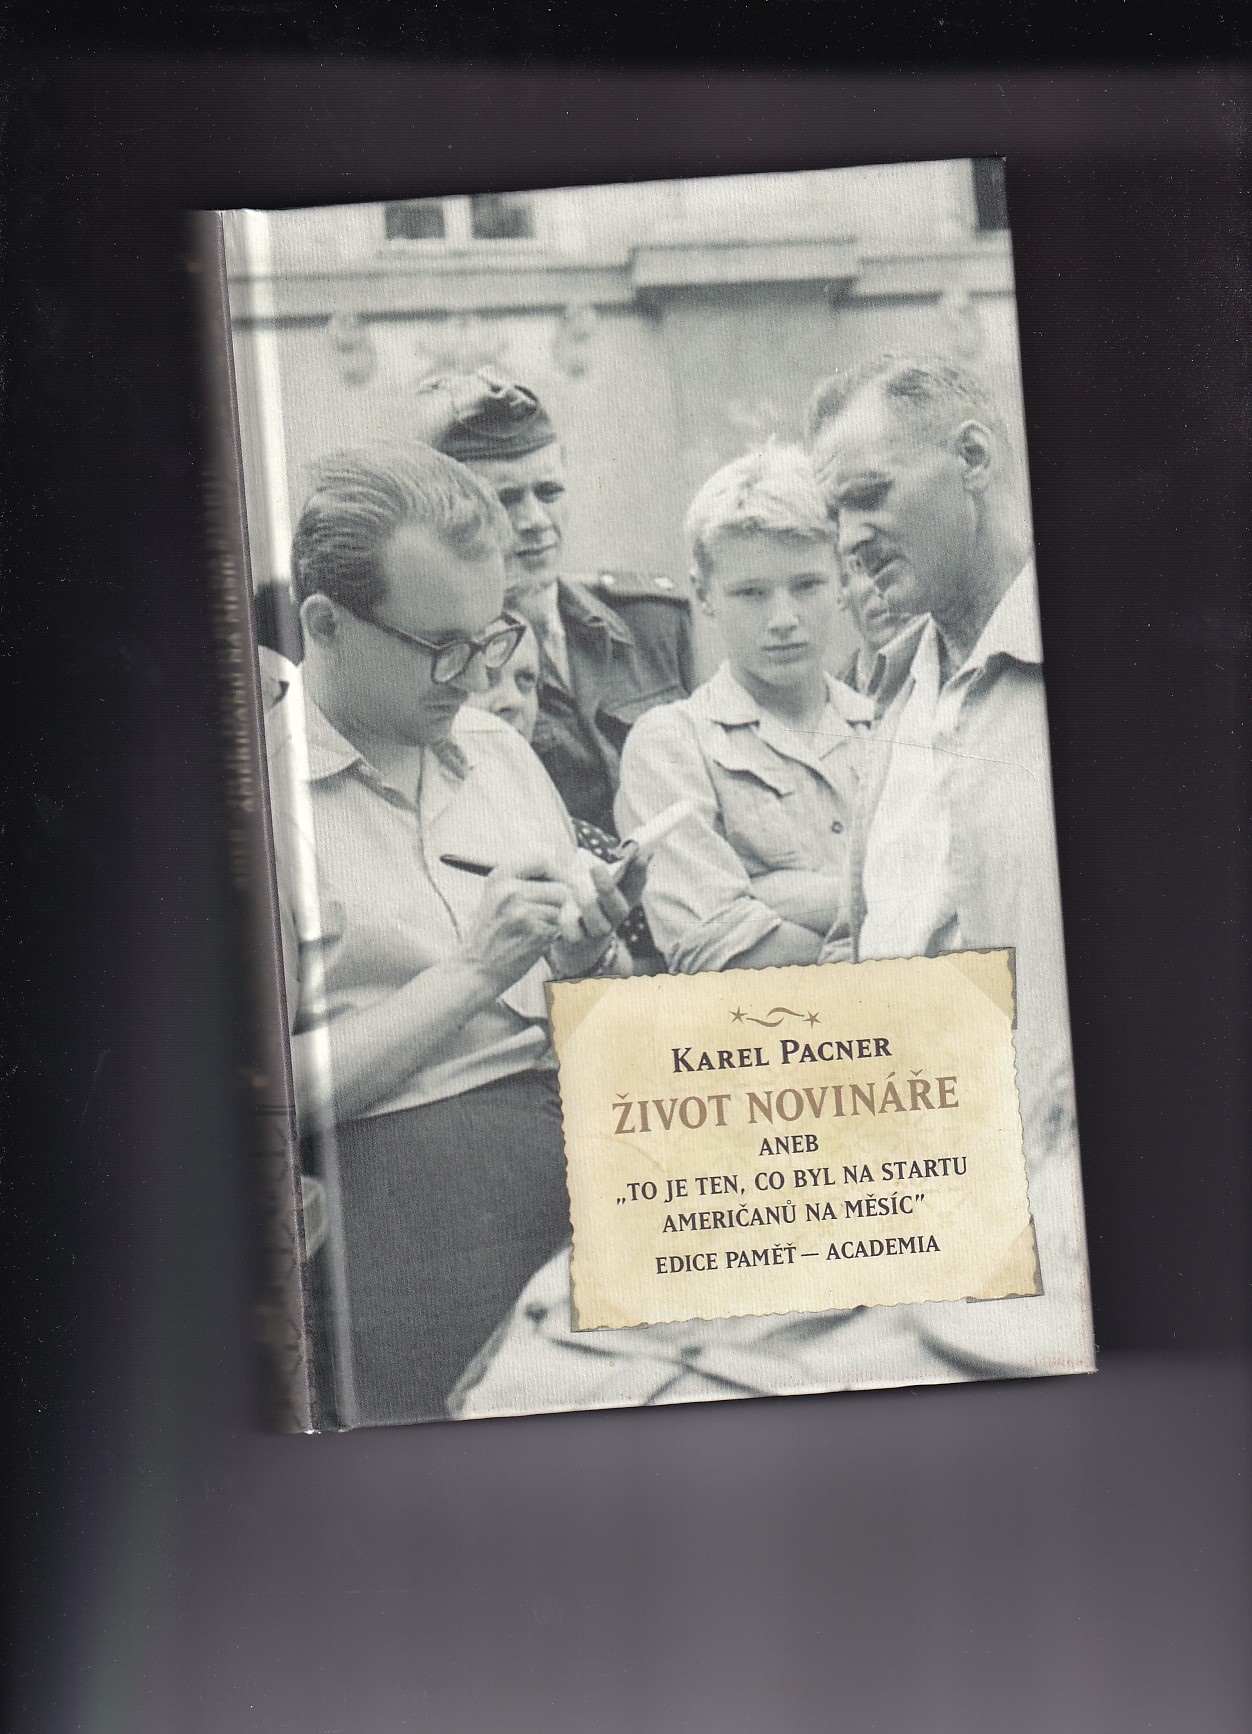 KAREL PACNER
ŽIVOT NOVINÁŘE
ANEB
„TO JE TEN, CO BYL NA STARTU
AMERIČANŮ NA MĚSÍC”
EDICE PAMĚŤ — ACADEMIA